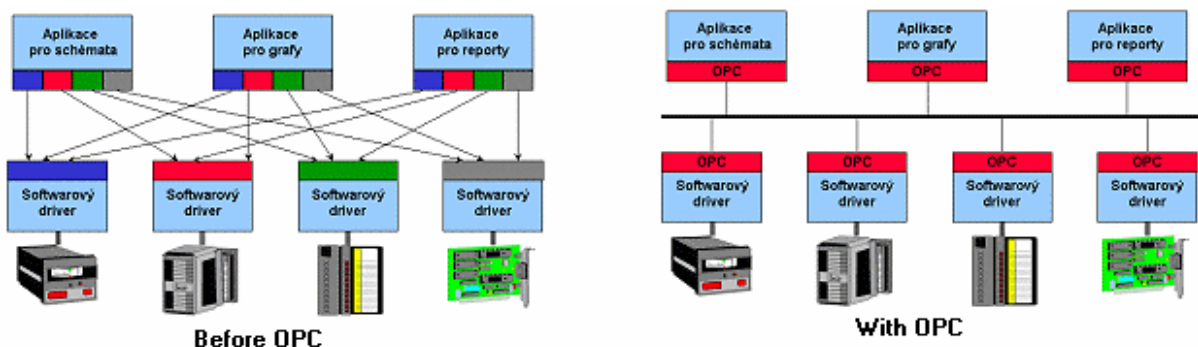 Aplikace
pro schémata
Aplikace
pro grafy
Aplikace
pro reporty
Softwarový
driver
Softwarový
driver
Softwarový
driver
Softwarový
driver
Before OPC
Aplikace
pro schémata
OPC
Aplikace
pro grafy
OPC
Aplikace
pro reporty
OPC
OPC
Softwarový
driver
OPC
Softwarový
driver
OPC
Softwarový
driver
OPC
Softwarový
driver
With OPC